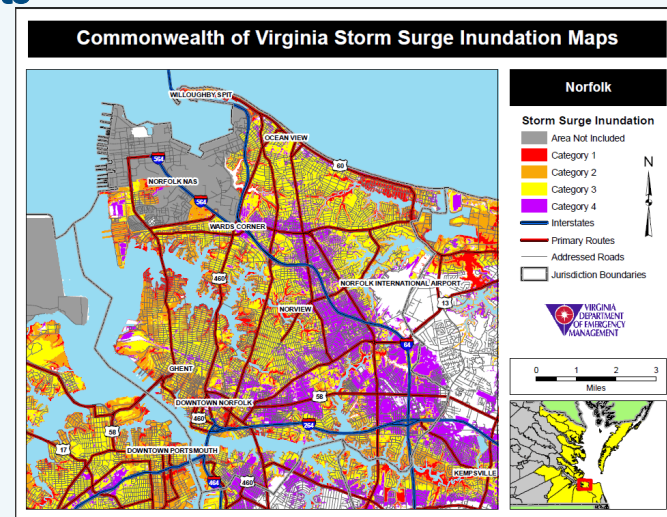 Commonwealth of Virginia Storm Surge Inundation Maps
Norfolk
Storm Surge Inundation
Area Not Included
Category 1
Category 2
Category 3
Category 4
Interstates
Primary Routes
Addressed Roads
Jurisdiction Boundaries
N
VIRGINIA
DEPARTMENT
OF EMERGENCY
MANAGEMENT
0 1 2 3
Miles
WILLOUGHBY SPIT
OCEAN VIEW
60
564
NORFOLK NAS
564
WARDS CORNER
460
NORFOLK INTERNATIONAL AIRPORT
13
NORVIEW
64
GHENT
58
DOWNTOWN NORFOLK
460
264
58
17
DOWNTOWN PORTSMOUTH
KEMPSVILLE
464
460